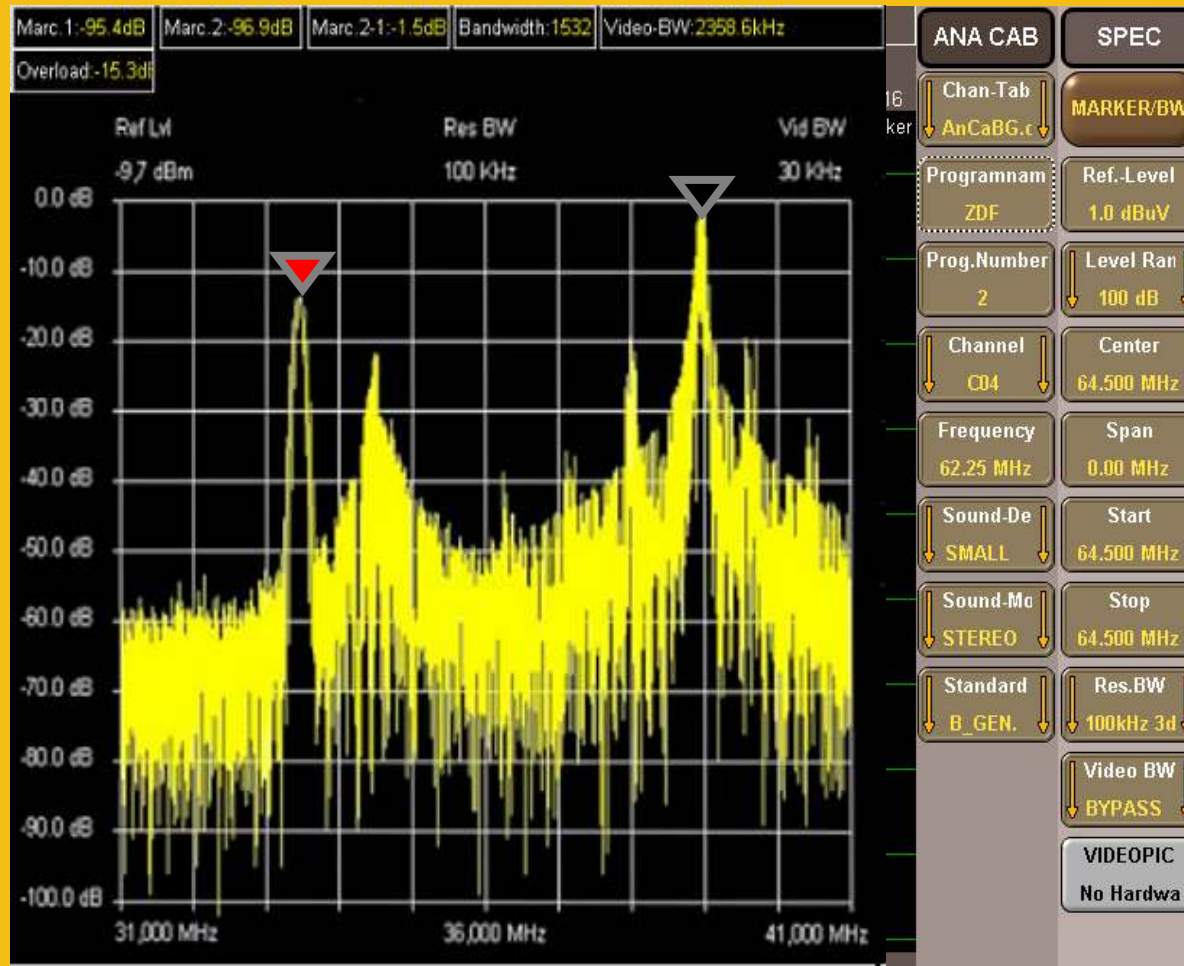 Marc.1:-95.4dB Marc.2:-96.9dB Marc.2-1:-1.5dB Bandwidth:1532 Video-BW:2358.6kHz
Overload:-15.3dB
Ref Lvl Res BW Vid BW
-9,7 dBm 100 KHz 30 KHz
0.0 dB
-10.0 dB
-20.0 dB
-30.0 dB
-40.0 dB
-50.0 dB
-60.0 dB
-70.0 dB
-80.0 dB
-90.0 dB
-100.0 dB
31,000 MHz 36,000 MHz 41,000 MHz
16
ker
ANA CAB
Chan-Tab
AnCaBG.c
Programnam
ZDF
Prog.Number
2
Channel
C04
Frequency
62.25 MHz
Sound-De
SMALL
Sound-Mo
STEREO
Standard
B_GEN.
SPEC
MARKER/BW
Ref.-Level
1.0 dBuV
Level Ran
100 dB
Center
64.500 MHz
Span
0.00 MHz
Start
64.500 MHz
Stop
64.500 MHz
Res.BW
100kHz 3d
Video BW
BYPASS
VIDEOPIC
No Hardwa